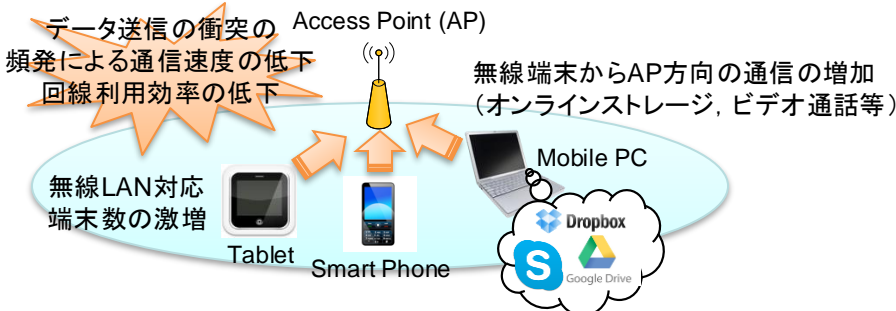 データ送信の衝突の
頻発による通信速度の低下
回線利用効率の低下
Access Point (AP)
無線端末からAP方向の通信の増加
（オンラインストレージ，ビデオ通話等）
無線LAN対応
端末数の激増
Tablet
Smart Phone
Mobile PC
Dropbox
S
Google Drive